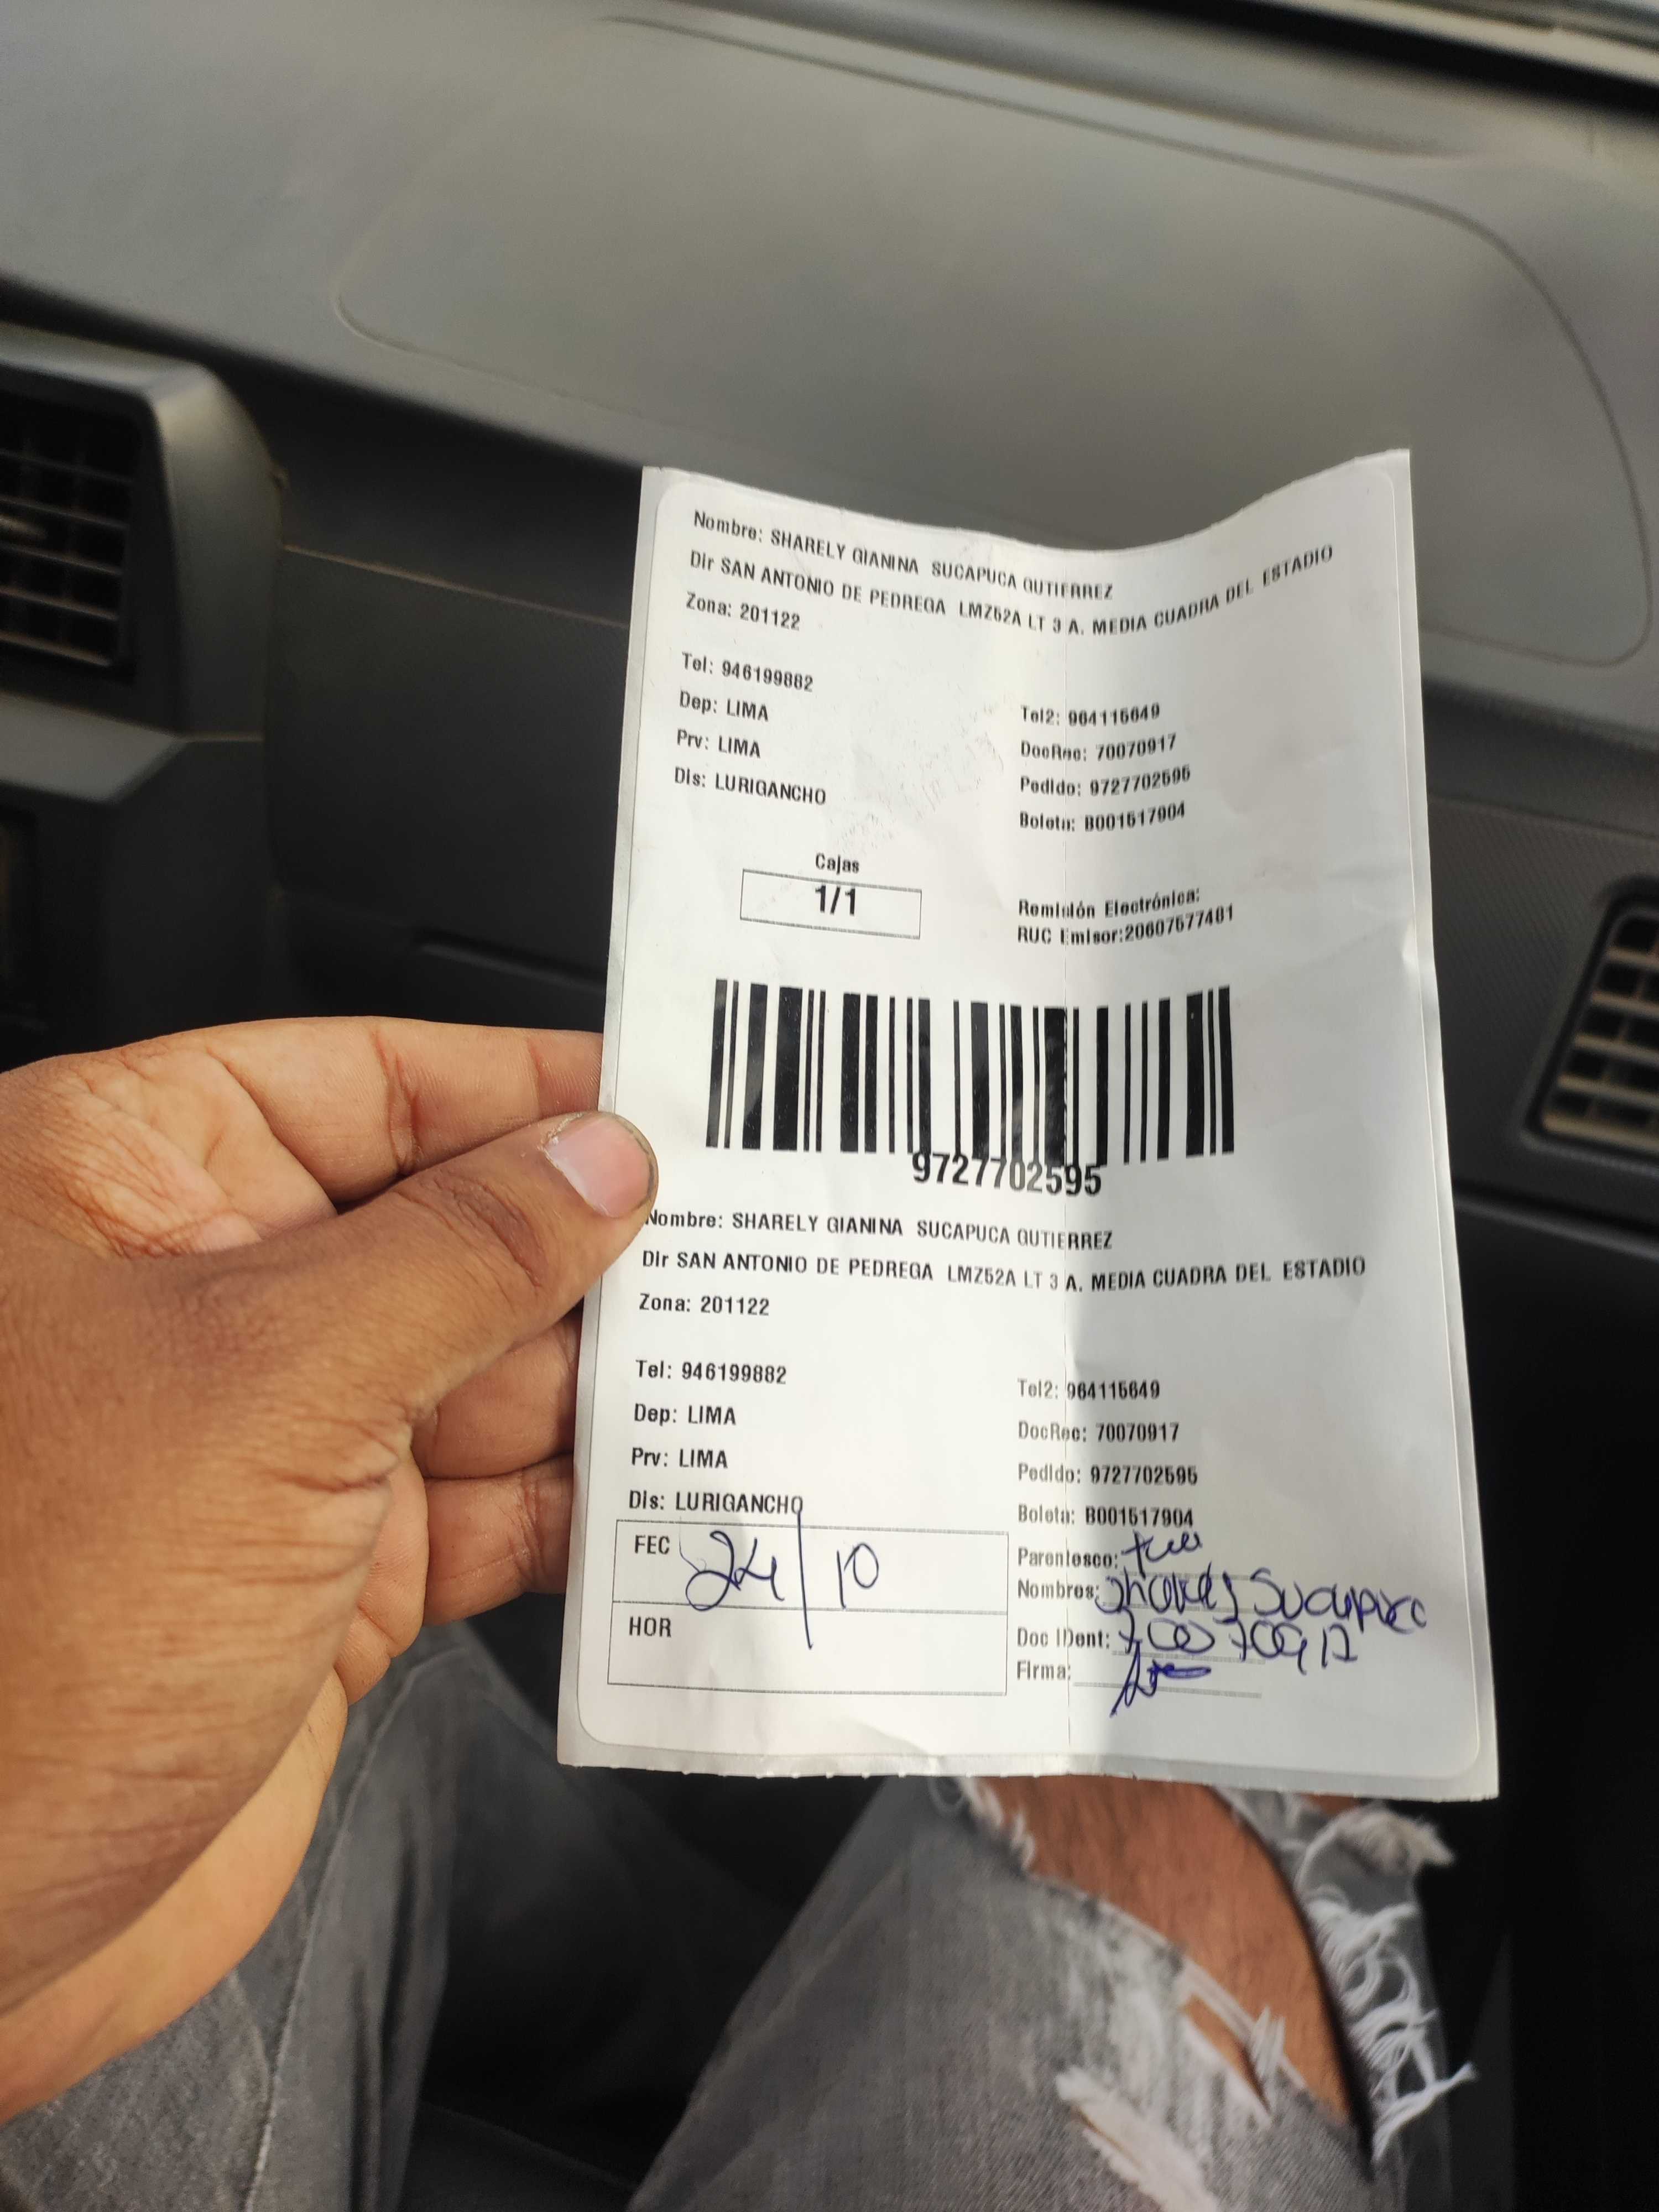 Nombre: SHARELY GIANINA SUCAPUCA GUTIERREZ
Dir SAN ANTONIO DE PEDREGA LMZ52A LT 3 A. MEDIA CUADRA DEL ESTADIO
Zona: 201122
Tel: 946199882
Tel2: 964115649
Dep: LIMA
DocRec: 70070917
Prv: LIMA
Pedido: 9727702595
Dis: LURIGANCHO
Boleta: B001517904
Cajas
1/1
Remisión Electrónica:
RUC Emisor:20607577481
9727702595
Nombre: SHARELY GIANINA SUCAPUCA GUTIERREZ
Dir SAN ANTONIO DE PEDREGA LMZ52A LT 3 A. MEDIA CUADRA DEL ESTADIO
Zona: 201122
Tel: 946199882
Tel2: 964115649
Dep: LIMA
DocRec: 70070917
Prv: LIMA
Pedido: 9727702595
Dis: LURIGANCHO
Boleta: B001517904
FEC 24/10
Parentesco:
Nombres: Sharely Sucapuca
HOR
Doc IDent: 70070917
Firma: